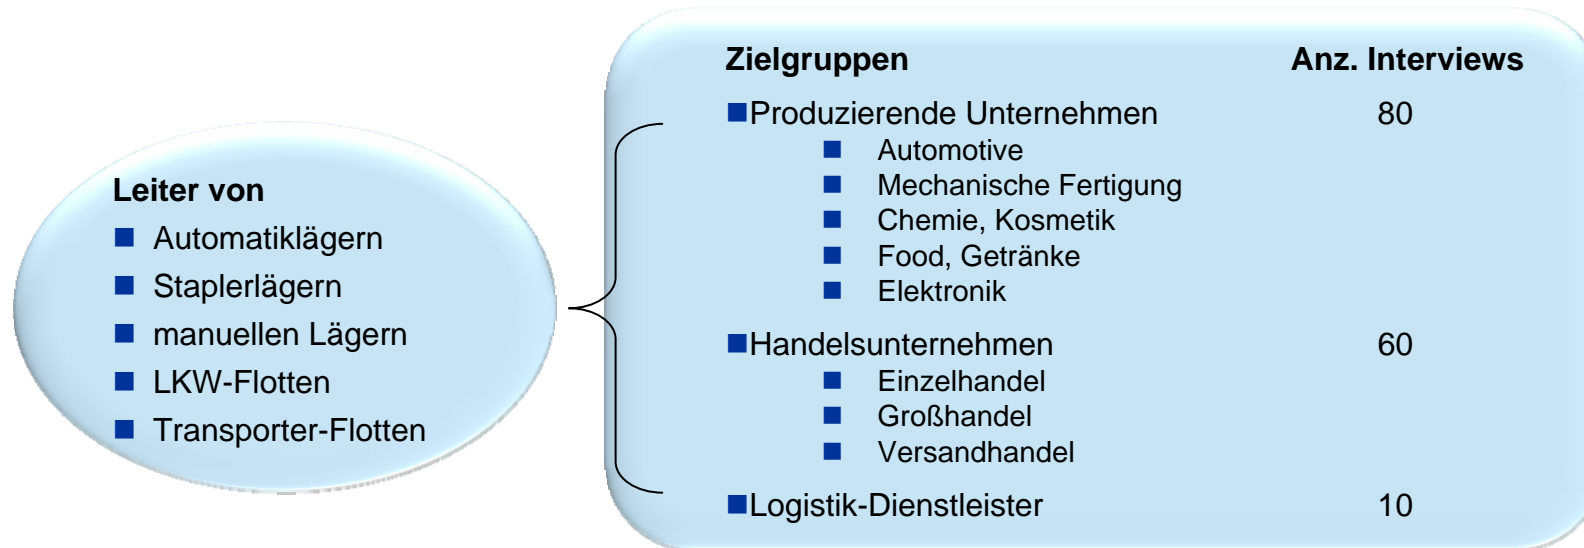 Leiter von
Automatiklägern
Staplerlägern
manuellen Lägern
LKW-Flotten
Transporter-Flotten
Zielgruppen Anz. Interviews
Produzierende Unternehmen 80
Automotive
Mechanische Fertigung
Chemie, Kosmetik
Food, Getränke
Elektronik
Handelsunternehmen 60
Einzelhandel
Großhandel
Versandhandel
Logistik-Dienstleister 10